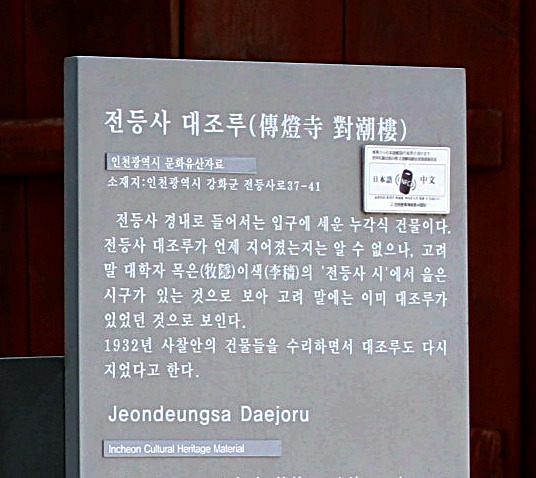 전등사 대조루(傳燈寺 對潮樓)
인천광역시 문화유산자료
소재지:인천광역시 강화군 전등사로37-41
日本語 NFC 中文
전등사 경내로 들어서는 입구에 세운 누각식 건물이다.
전등사 대조루가 언제 지어졌는지는 알 수 없으나, 고려
말 대학자 목은(牧隱)이색(李穡)의 '전등사 시'에서 읊은
시구가 있는 것으로 보아 고려 말에는 이미 대조루가
있었던 것으로 보인다.
1932년 사찰안의 건물들을 수리하면서 대조루도 다시
지었다고 한다.
Jeondeungsa Daejoru
Incheon Cultural Heritage Material